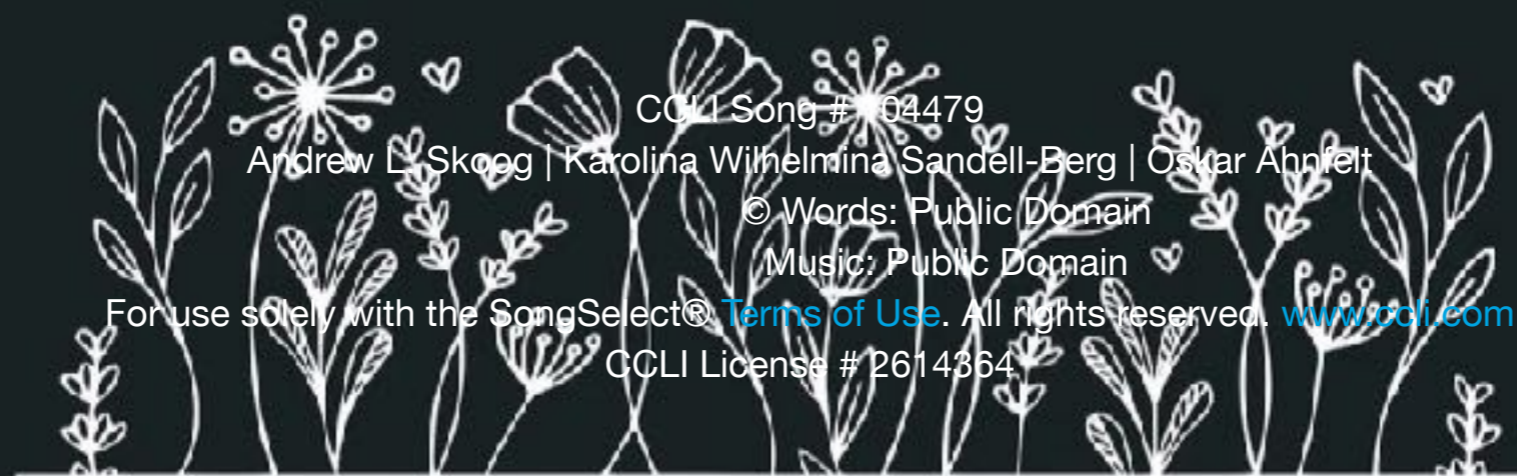 CCLI Song # 04479
Andrew L. Skoog | Karolina Wilhelmina Sandell-Berg | Oskar Ahnfelt
© Words: Public Domain
Music: Public Domain
For use solely with the SongSelect® Terms of Use. All rights reserved. www.ccli.com
CCLI License # 2614364